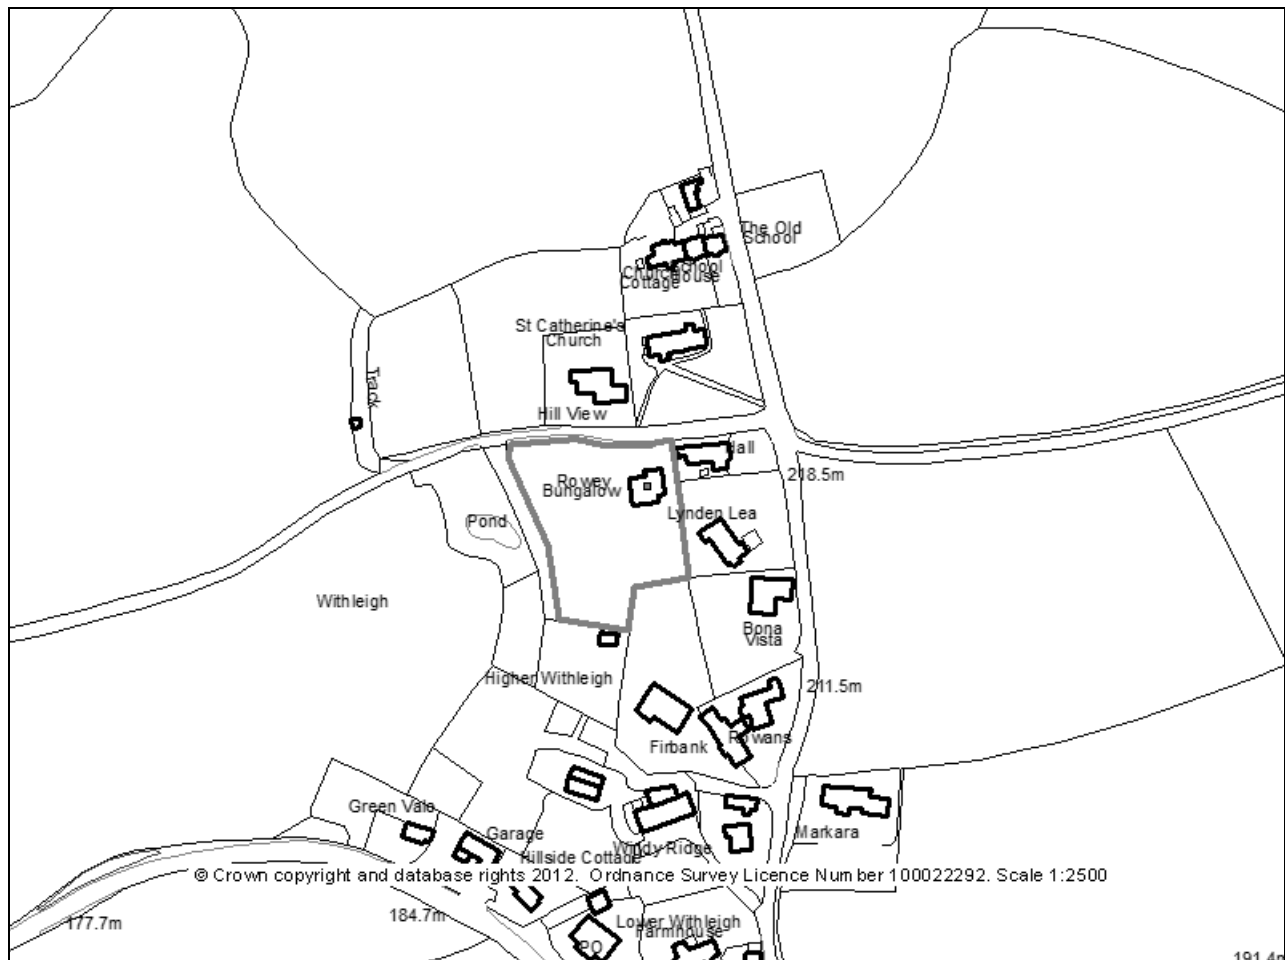 The Old
School
School
House
Church
Cottage
St Catherine's
Church
Track
Hill View
Hall
218.5m
Rowey
Bungalow
Lynden Lea
Pond
Withleigh
Bona
Vista
Higher Withleigh
211.5m
Firbank
Rowans
Green Vale
Garage
Markara
Windy Ridge
Hillside Cottage
© Crown copyright and database rights 2012. Ordnance Survey Licence Number 100022292. Scale 1:2500
177.7m
184.7m
Lower Withleigh
Farmhouse
PO
191.4m